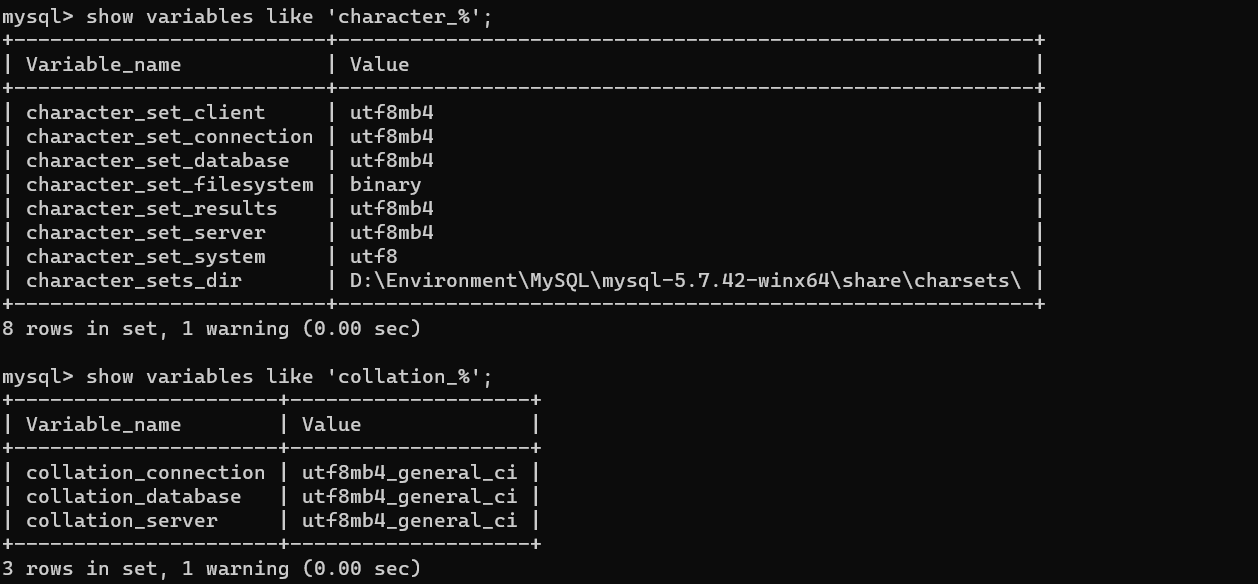 mysql> show variables like 'character_%';
+--------------------------+---------------------------------------------------------+
| Variable_name            | Value                                                   |
+--------------------------+---------------------------------------------------------+
| character_set_client     | utf8mb4                                                 |
| character_set_connection | utf8mb4                                                 |
| character_set_database   | utf8mb4                                                 |
| character_set_filesystem | binary                                                  |
| character_set_results    | utf8mb4                                                 |
| character_set_server     | utf8mb4                                                 |
| character_set_system     | utf8                                                    |
| character_sets_dir       | D:\Environment\MySQL\mysql-5.7.42-winx64\share\charsets\ |
+--------------------------+---------------------------------------------------------+
8 rows in set, 1 warning (0.00 sec)

mysql> show variables like 'collation_%';
+----------------------+--------------------+
| Variable_name        | Value              |
+----------------------+--------------------+
| collation_connection | utf8mb4_general_ci |
| collation_database   | utf8mb4_general_ci |
| collation_server     | utf8mb4_general_ci |
+----------------------+--------------------+
3 rows in set, 1 warning (0.00 sec)